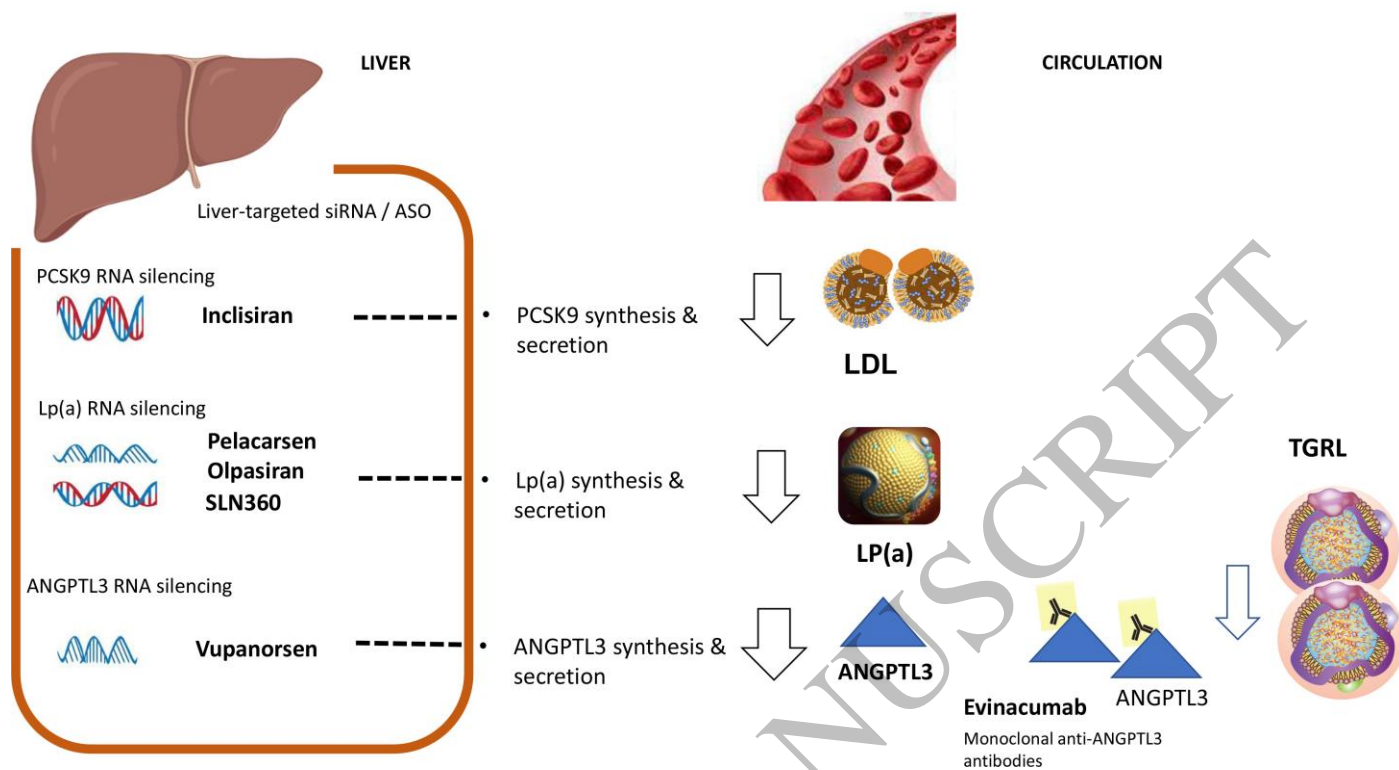 LIVER
CIRCULATION
Liver-targeted siRNA / ASO
PCSK9 RNA silencing
Inclisiran
• PCSK9 synthesis &
secretion
LDL
Lp(a) RNA silencing
Pelacarsen
Olpasiran
SLN360
• Lp(a) synthesis &
secretion
LP(a)
TGRL
ANGPTL3 RNA silencing
Vupanorsen
• ANGPTL3 synthesis &
secretion
ANGPTL3
ANGPTL3
Evinacumab
Monoclonal anti-ANGPTL3
antibodies
NUSCRIPT